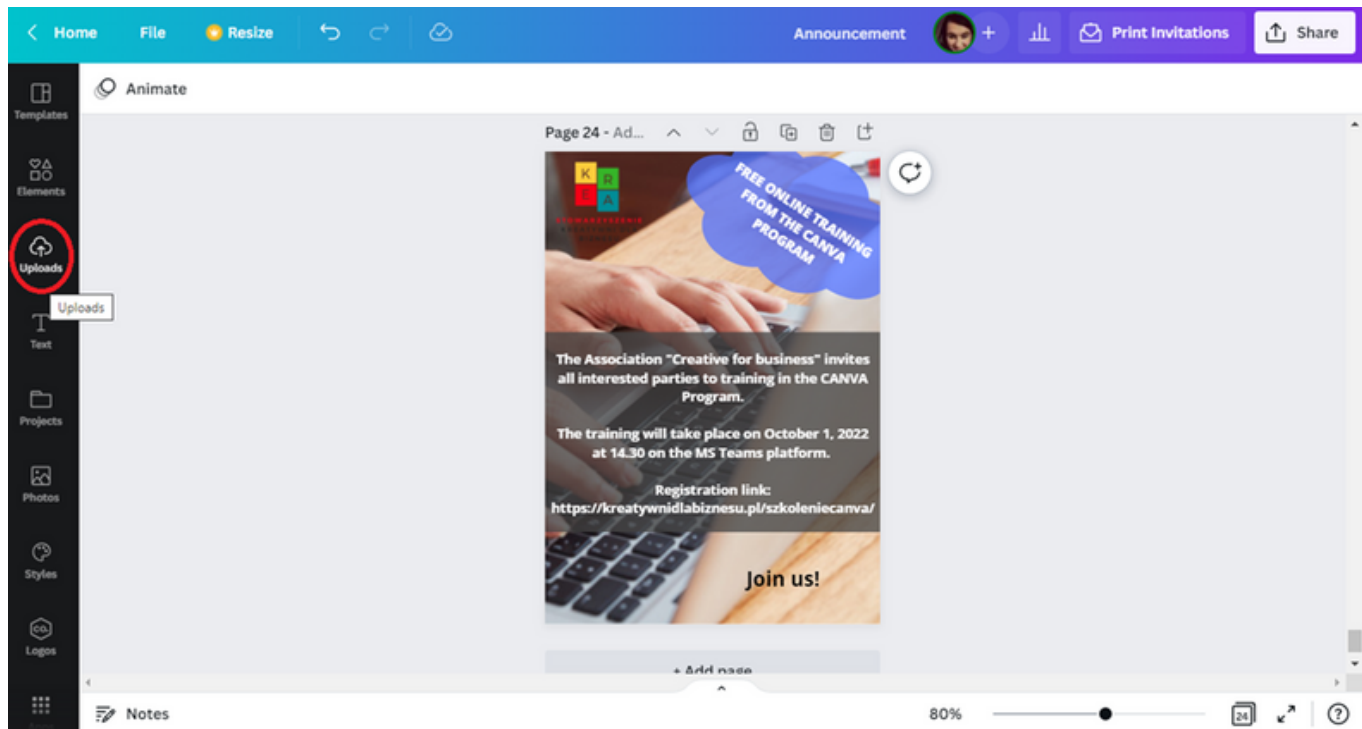 Home File Resize Announcement + Print Invitations Share
Templates
Animate
Page 24 - Ad...
Elements
Uploads
Uploads
Text
Projects
Photos
Styles
CO.
Logos
K R
E A
STOWARZYSZENIE
FREE ONLINE TRAINING
FROM THE CANVA
PROGRAM
The Association "Creative for business" invites
all interested parties to training in the CANVA
Program.
The training will take place on October 1, 2022
at 14.30 on the MS Teams platform.
Registration link:
https://kreatywnidlabiznesu.pl/szkoleniecanva/
Join us!
+ Add page
Notes 80% 24 ?